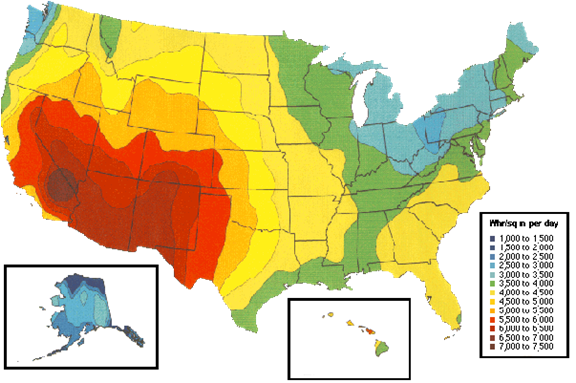 Whr/sq m per day
1,000 to 1,500
1,500 to 2,000
2,000 to 2,500
2,500 to 3,000
3,000 to 3,500
3,500 to 4,000
4,000 to 4,500
4,500 to 5,000
5,000 to 5,500
5,500 to 6,000
6,000 to 6,500
6,500 to 7,000
7,000 to 7,500